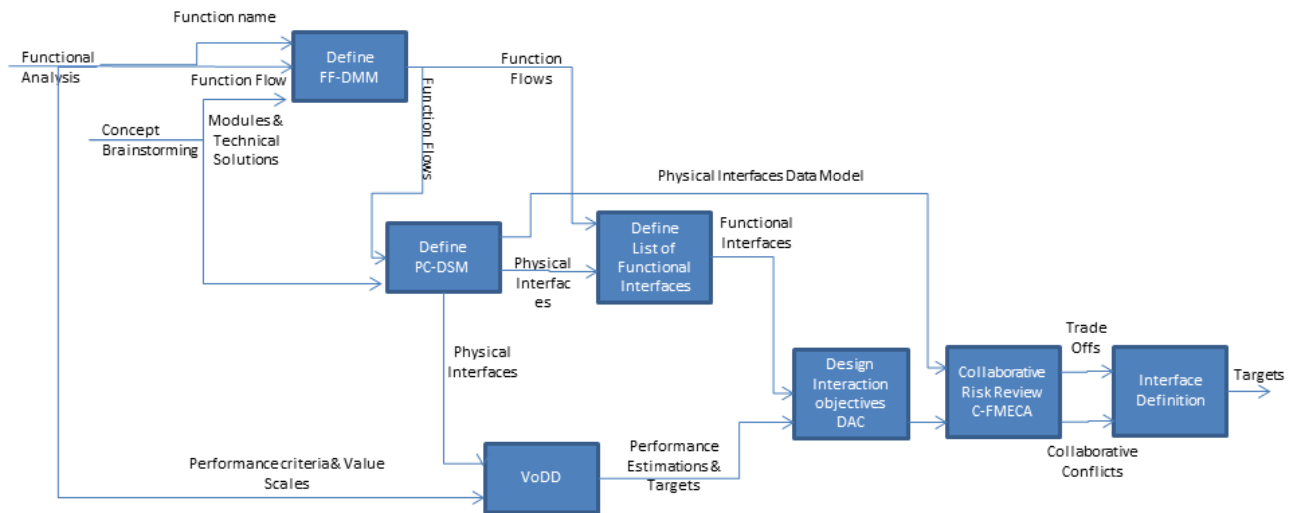 Function name
Functional
Analysis
Define
FF-DMM
Function
Flows
Function Flow
Function Flows
Concept
Brainstorming
Modules &
Technical
Solutions
Physical Interfaces Data Model
Define
PC-DSM
Define
List of
Functional
Interfaces
Functional
Interfaces
Physical
Interfac
es
Physical
Interfaces
Design
Interaction
objectives
DAC
Collaborative
Risk Review
C-FMECA
Trade
Offs
Interface
Definition
Targets
Collaborative
Conflicts
Performance criteria & Value
Scales
VoDD
Performance
Estimations &
Targets